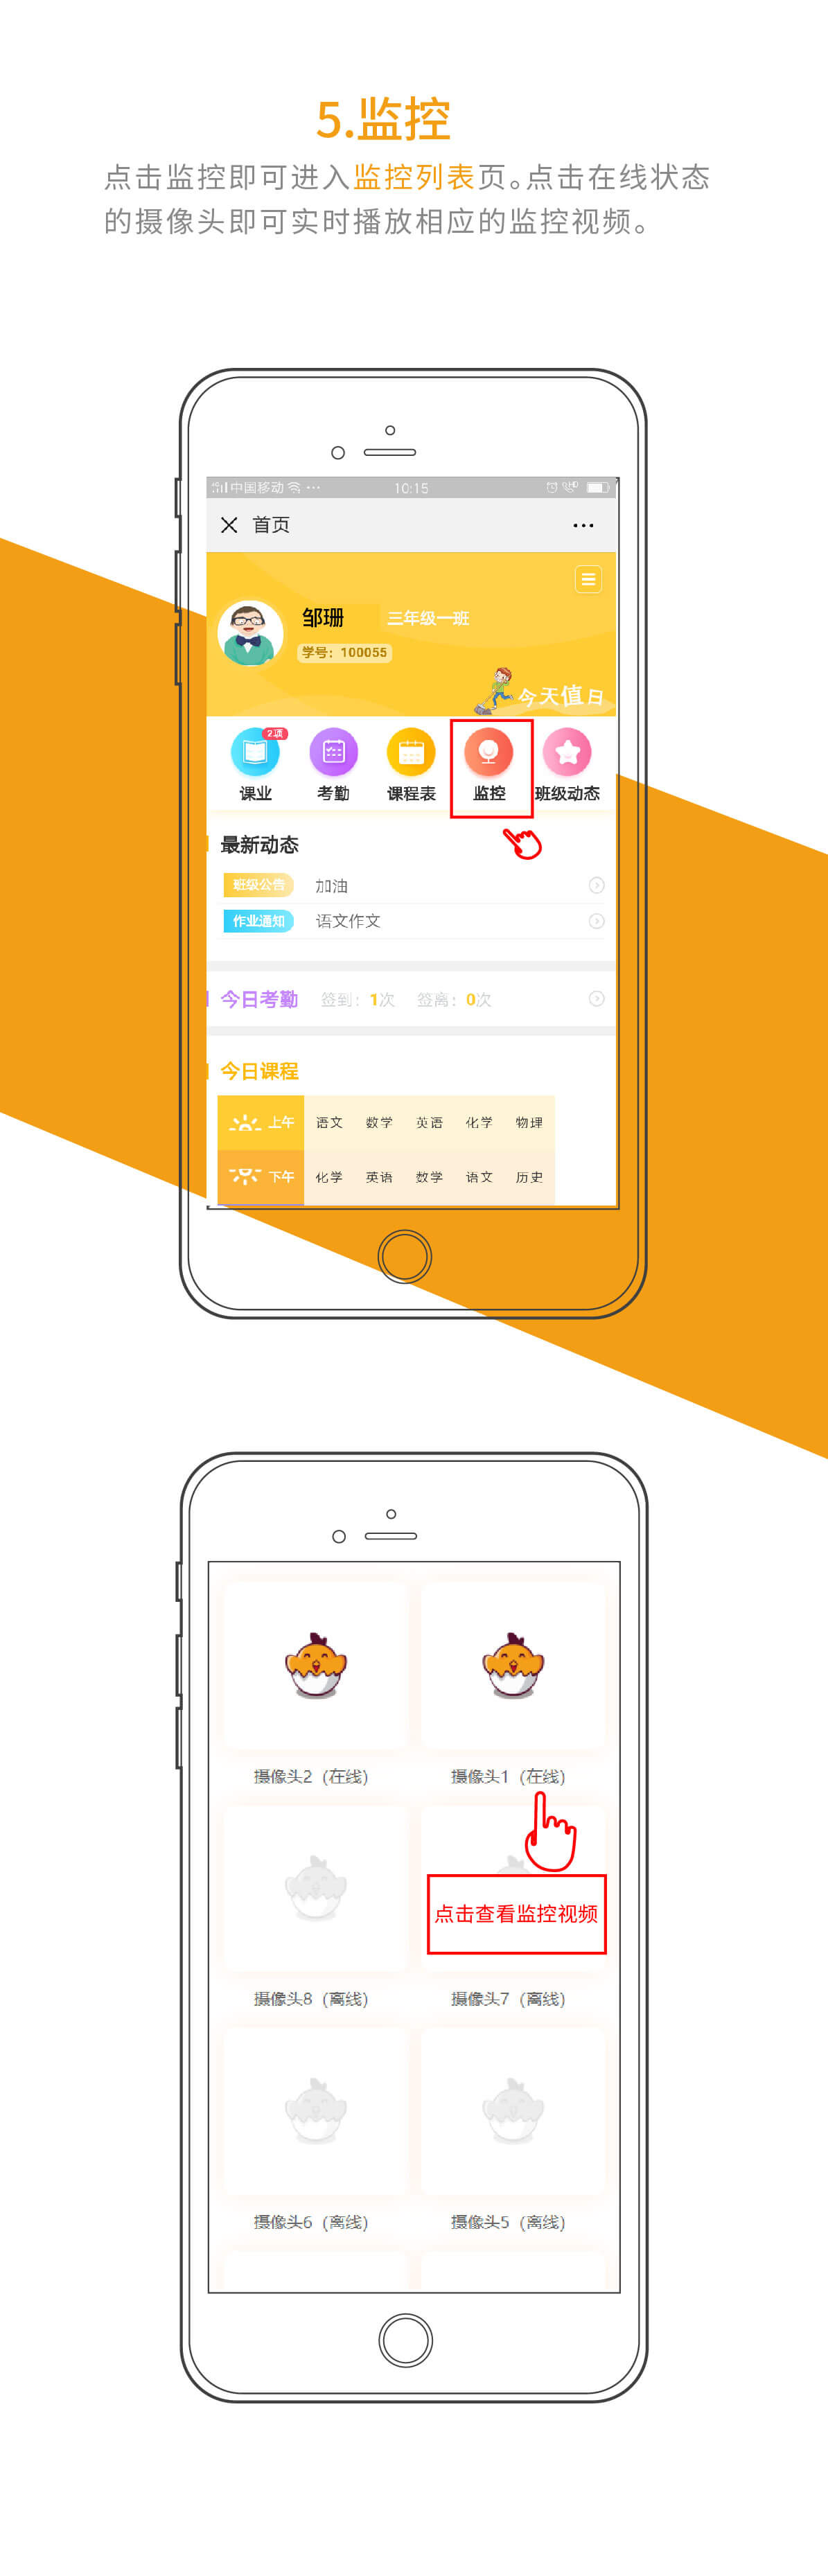 5.监控
点击监控即可进入监控列表页。点击在线状态
的摄像头即可实时播放相应的监控视频。
中国移动 ··· 10:15
首页
邹珊 三年级一班
学号：100055
今天值日
2项
课业 考勤 课程表 监控 班级动态
最新动态
班级公告 加油
作业通知 语文作文
今日考勤 签到：1次 签离：0次
今日课程
上午 语文 数学 英语 化学 物理
下午 化学 英语 数学 语文 历史
摄像头2（在线） 摄像头1（在线）
点击查看监控视频
摄像头8（离线） 摄像头7（离线）
摄像头6（离线） 摄像头5（离线）